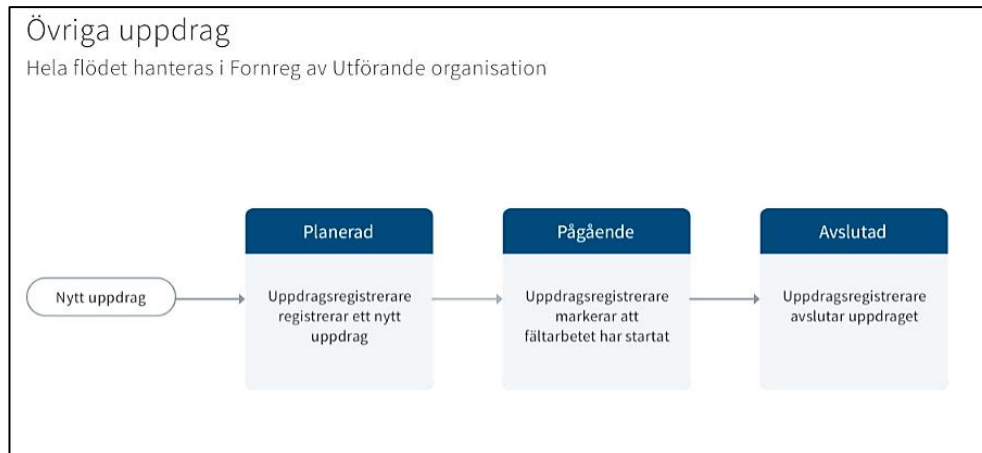 Övriga uppdrag
Hela flödet hanteras i Fornreg av Utförande organisation
Nytt uppdrag
Planerad
Uppdragsregistrerare
registrerar ett nytt
uppdrag
Pågående
Uppdragsregistrerare
markerar att
fältarbetet har startat
Avslutad
Uppdragsregistrerare
avslutar uppdraget